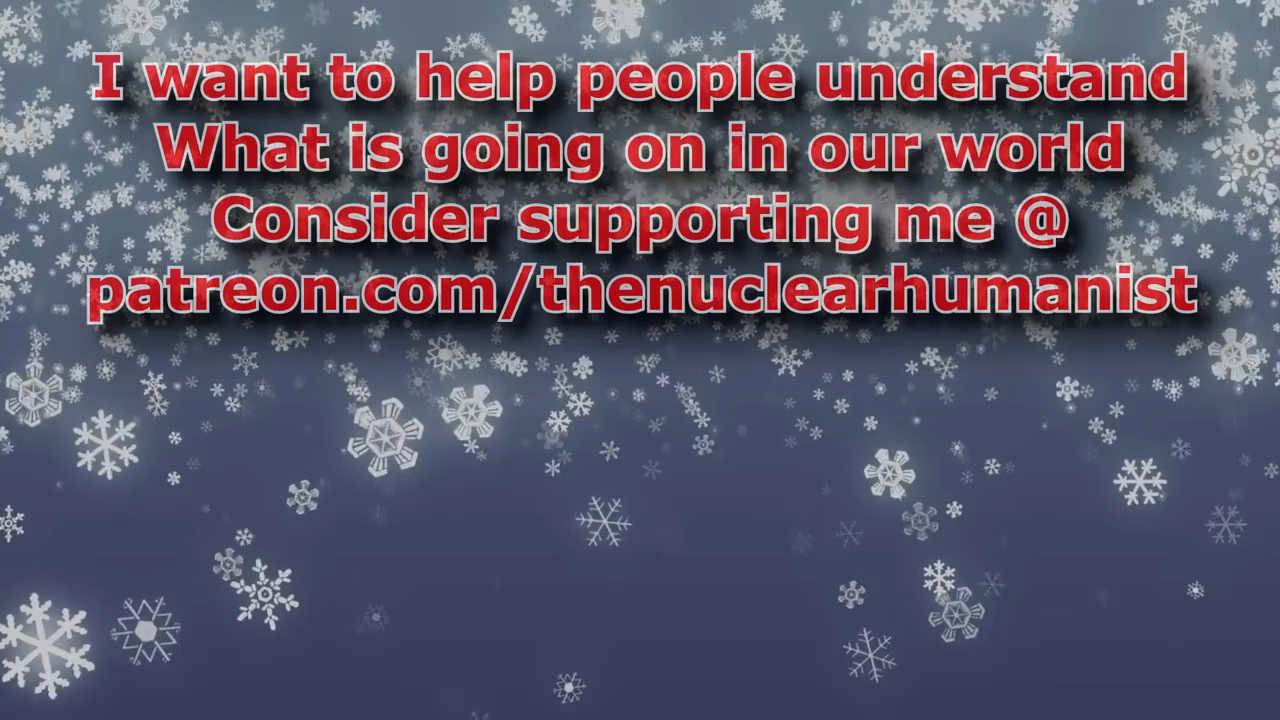 I want to help people understand
What is going on in our world
Consider supporting me @
patreon.com/thenuclearhumanist